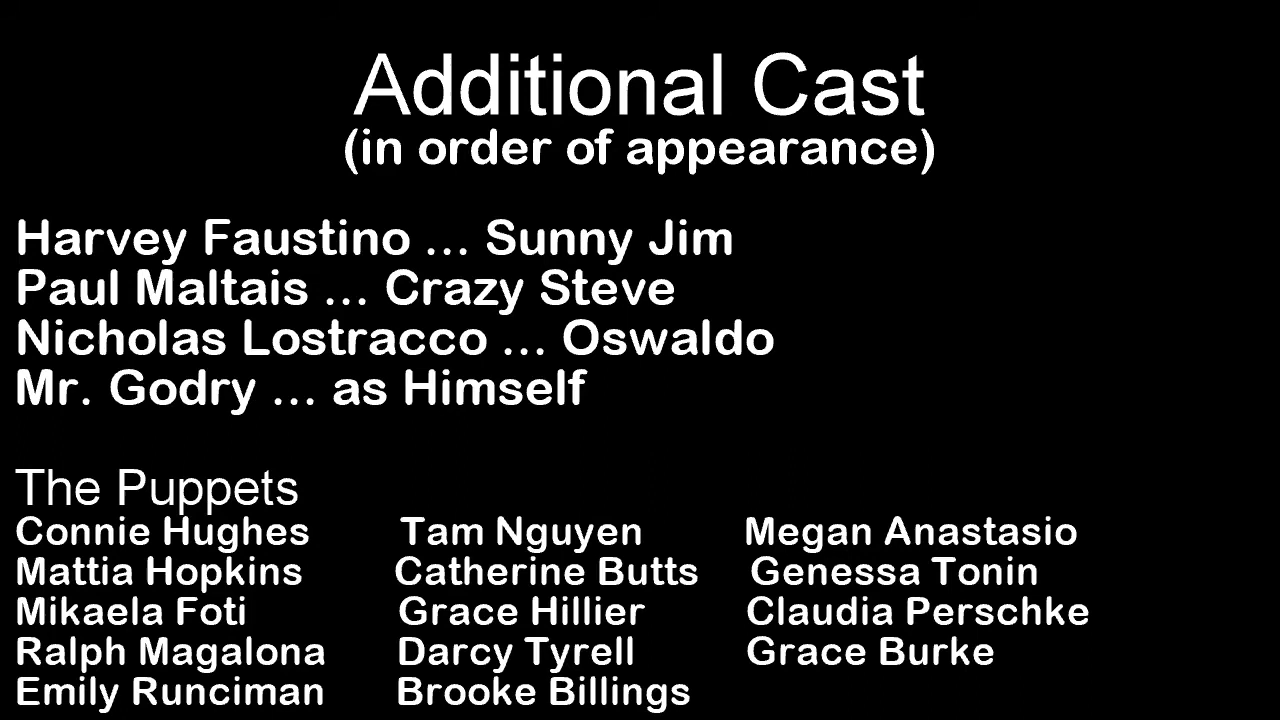 Additional Cast
(in order of appearance)
Harvey Faustino ... Sunny Jim
Paul Maltais ... Crazy Steve
Nicholas Lostracco ... Oswaldo
Mr. Godry ... as Himself
The Puppets
Connie Hughes Tam Nguyen Megan Anastasio
Mattia Hopkins Catherine Butts Genessa Tonin
Mikaela Foti Grace Hillier Claudia Perschke
Ralph Magalona Darcy Tyrell Grace Burke
Emily Runciman Brooke Billings